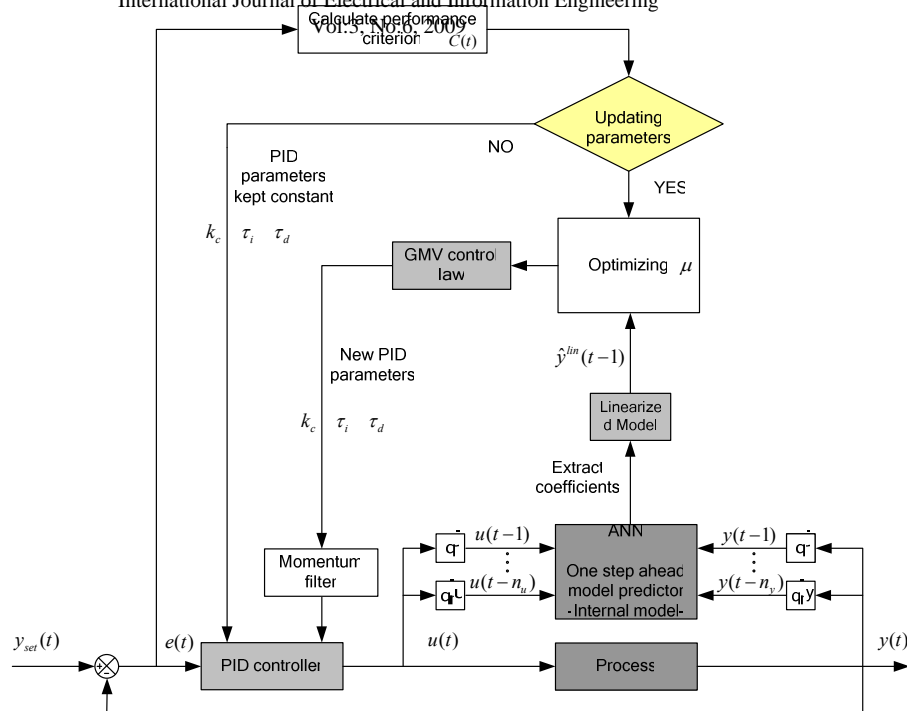 International Journal of Electrical and Information Engineering
Vol:3, No:6, 2009
Calculate performance
criterion C(t)
Updating
parameters
NO
YES
PID
parameters
kept constant
k_c τ_i τ_d
GMV control
law
Optimizing μ
New PID
parameters
k_c τ_i τ_d
ŷ^{lin}(t−1)
Linearize
d Model
Extract
coefficients
ANN
One step ahead
model predictor
-Internal model-
Momentum
filter
u(t−1)
⋮
u(t−n_u)
y(t−1)
⋮
y(t−n_y)
y_{set}(t)
+
−
e(t)
PID controller
u(t)
Process
y(t)